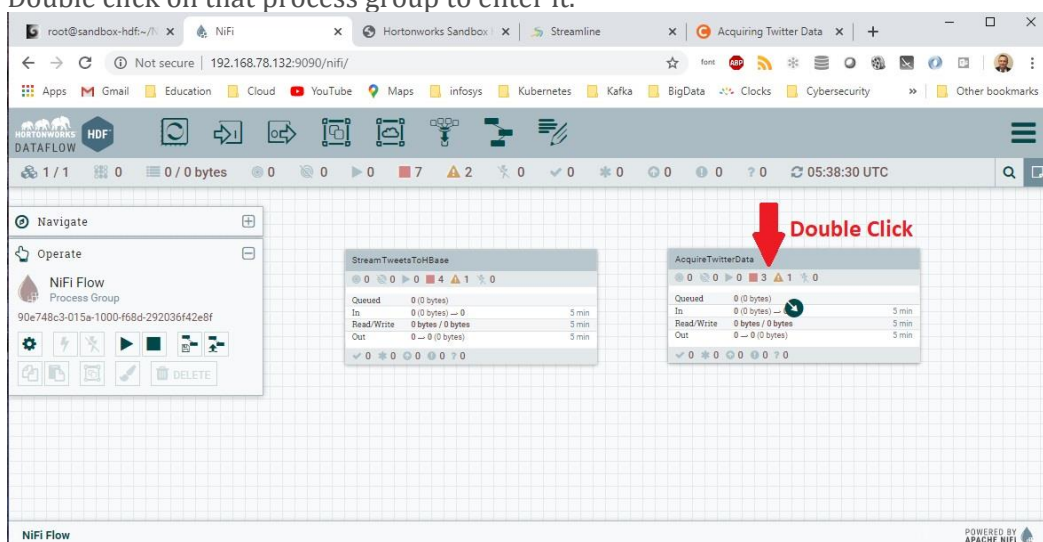 Double click on that process group to enter it.
root@sandbox-hdf:~/N
NiFi
Hortonworks Sandbox
Streamline
Acquiring Twitter Data
Not secure | 192.168.78.132:9090/nifi/
font ABP
Apps Gmail Education Cloud YouTube Maps infosys Kubernetes Kafka BigData Clocks Cybersecurity » Other bookmarks
HORTONWORKS HDF
DATAFLOW
1 / 1 0 0 / 0 bytes 0 0 0 7 2 0 0 0 0 0 ? 0 05:38:30 UTC
Double Click
Navigate
Operate
NiFi Flow
Process Group
90e748c3-015a-1000-f68d-292036f42e8f
DELETE
StreamTweetsToHBase
0 0 0 4 1 0
Queued 0 (0 bytes)
In 0 (0 bytes) → 0 5 min
Read/Write 0 bytes / 0 bytes 5 min
Out 0 → 0 (0 bytes) 5 min
0 0 0 0 ? 0
AcquireTwitterData
0 0 0 3 1 0
Queued 0 (0 bytes)
In 0 (0 bytes) → 5 min
Read/Write 0 bytes / 0 bytes 5 min
Out 0 → 0 (0 bytes) 5 min
0 0 0 0 ? 0
NiFi Flow
POWERED BY
APACHE NIFI